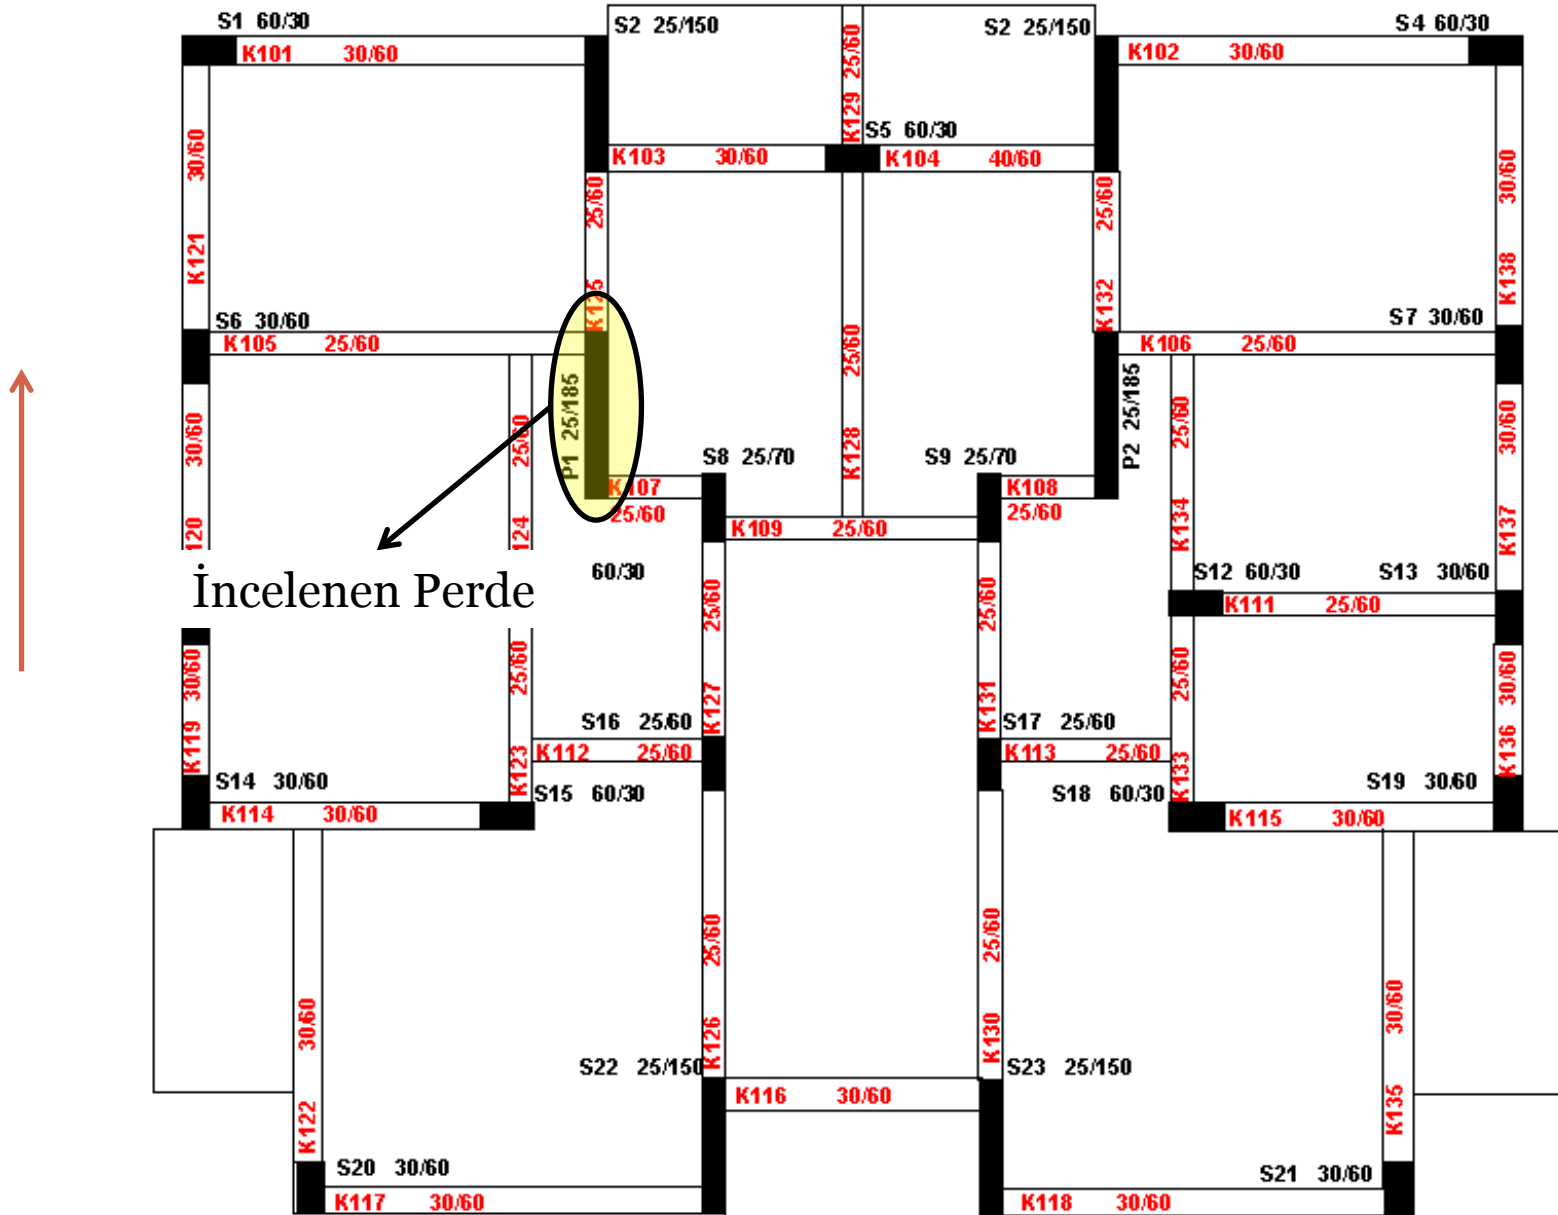 S1 60/30
S2 25/150
S2 25/150
S4 60/30
K101 30/60
K129 25/60
K102 30/60
S5 60/30
K103 30/60
K104 40/60
K121 30/60
K125 25/60
K132 25/60
K138 30/60
S6 30/60
S7 30/60
K105 25/60
K106 25/60
K128 25/60
P1 25/185
P2 25/185
30/60
25/60
K134 25/60
K137 30/60
S8 25/70
S9 25/70
K107
25/60
K108
25/60
K109 25/60
120
124
İncelenen Perde
60/30
S12 60/30
S13 30/60
K111 25/60
K127 25/60
K131 25/60
K119 30/60
K123 25/60
K133 25/60
K136 30/60
S16 25/60
S17 25/60
K112 25/60
K113 25/60
S14 30/60
S15 60/30
S18 60/30
S19 30/60
K114 30/60
K115 30/60
K122 30/60
K126 25/60
K130 25/60
K135 30/60
S22 25/150
S23 25/150
K116 30/60
S20 30/60
S21 30/60
K117 30/60
K118 30/60